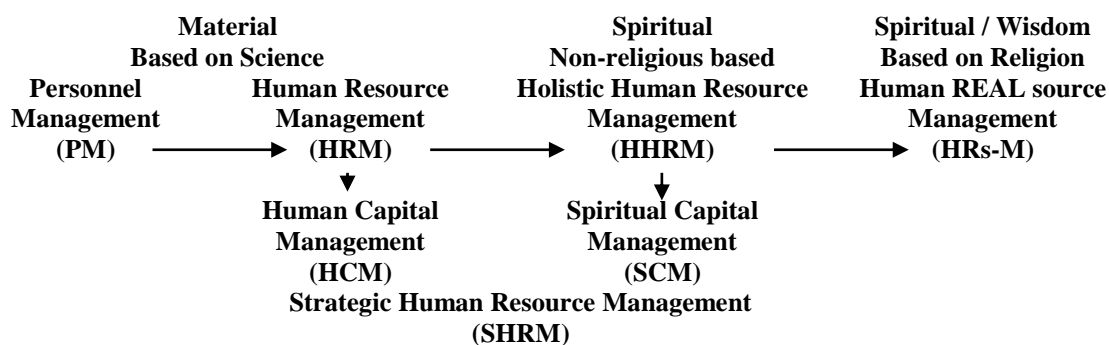 Material Spiritual Spiritual / Wisdom
Based on Science Non-religious based Based on Religion
Personnel Human Resource Holistic Human Resource Human REAL source
Management Management Management Management
(PM) (HRM) (HHRM) (HRs-M)
Human Capital Spiritual Capital
Management Management
(HCM) (SCM)
Strategic Human Resource Management
(SHRM)